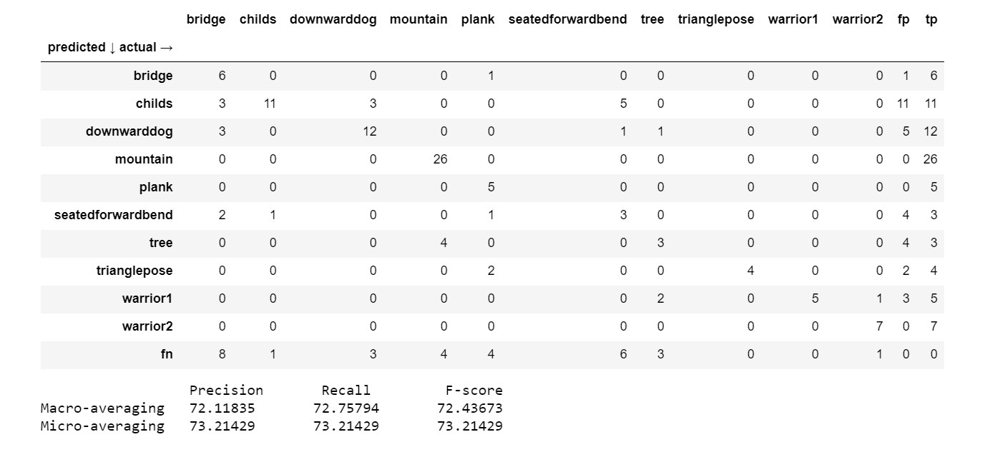 bridge childs downwarddog mountain plank seatedforwardbend tree trianglepose warrior1 warrior2 fp tp
predicted ↓ actual →
bridge 6 0 0 0 1 0 0 0 0 0 1 6
childs 3 11 3 0 0 5 0 0 0 0 11 11
downwarddog 3 0 12 0 0 1 1 0 0 0 5 12
mountain 0 0 0 26 0 0 0 0 0 0 0 26
plank 0 0 0 0 5 0 0 0 0 0 0 5
seatedforwardbend 2 1 0 0 1 3 0 0 0 0 4 3
tree 0 0 0 4 0 0 3 0 0 0 4 3
trianglepose 0 0 0 0 2 0 0 4 0 0 2 4
warrior1 0 0 0 0 0 0 2 0 5 1 3 5
warrior2 0 0 0 0 0 0 0 0 0 7 0 7
fn 8 1 3 4 4 6 3 0 0 1 0 0
Precision Recall F-score
Macro-averaging 72.11835 72.75794 72.43673
Micro-averaging 73.21429 73.21429 73.21429